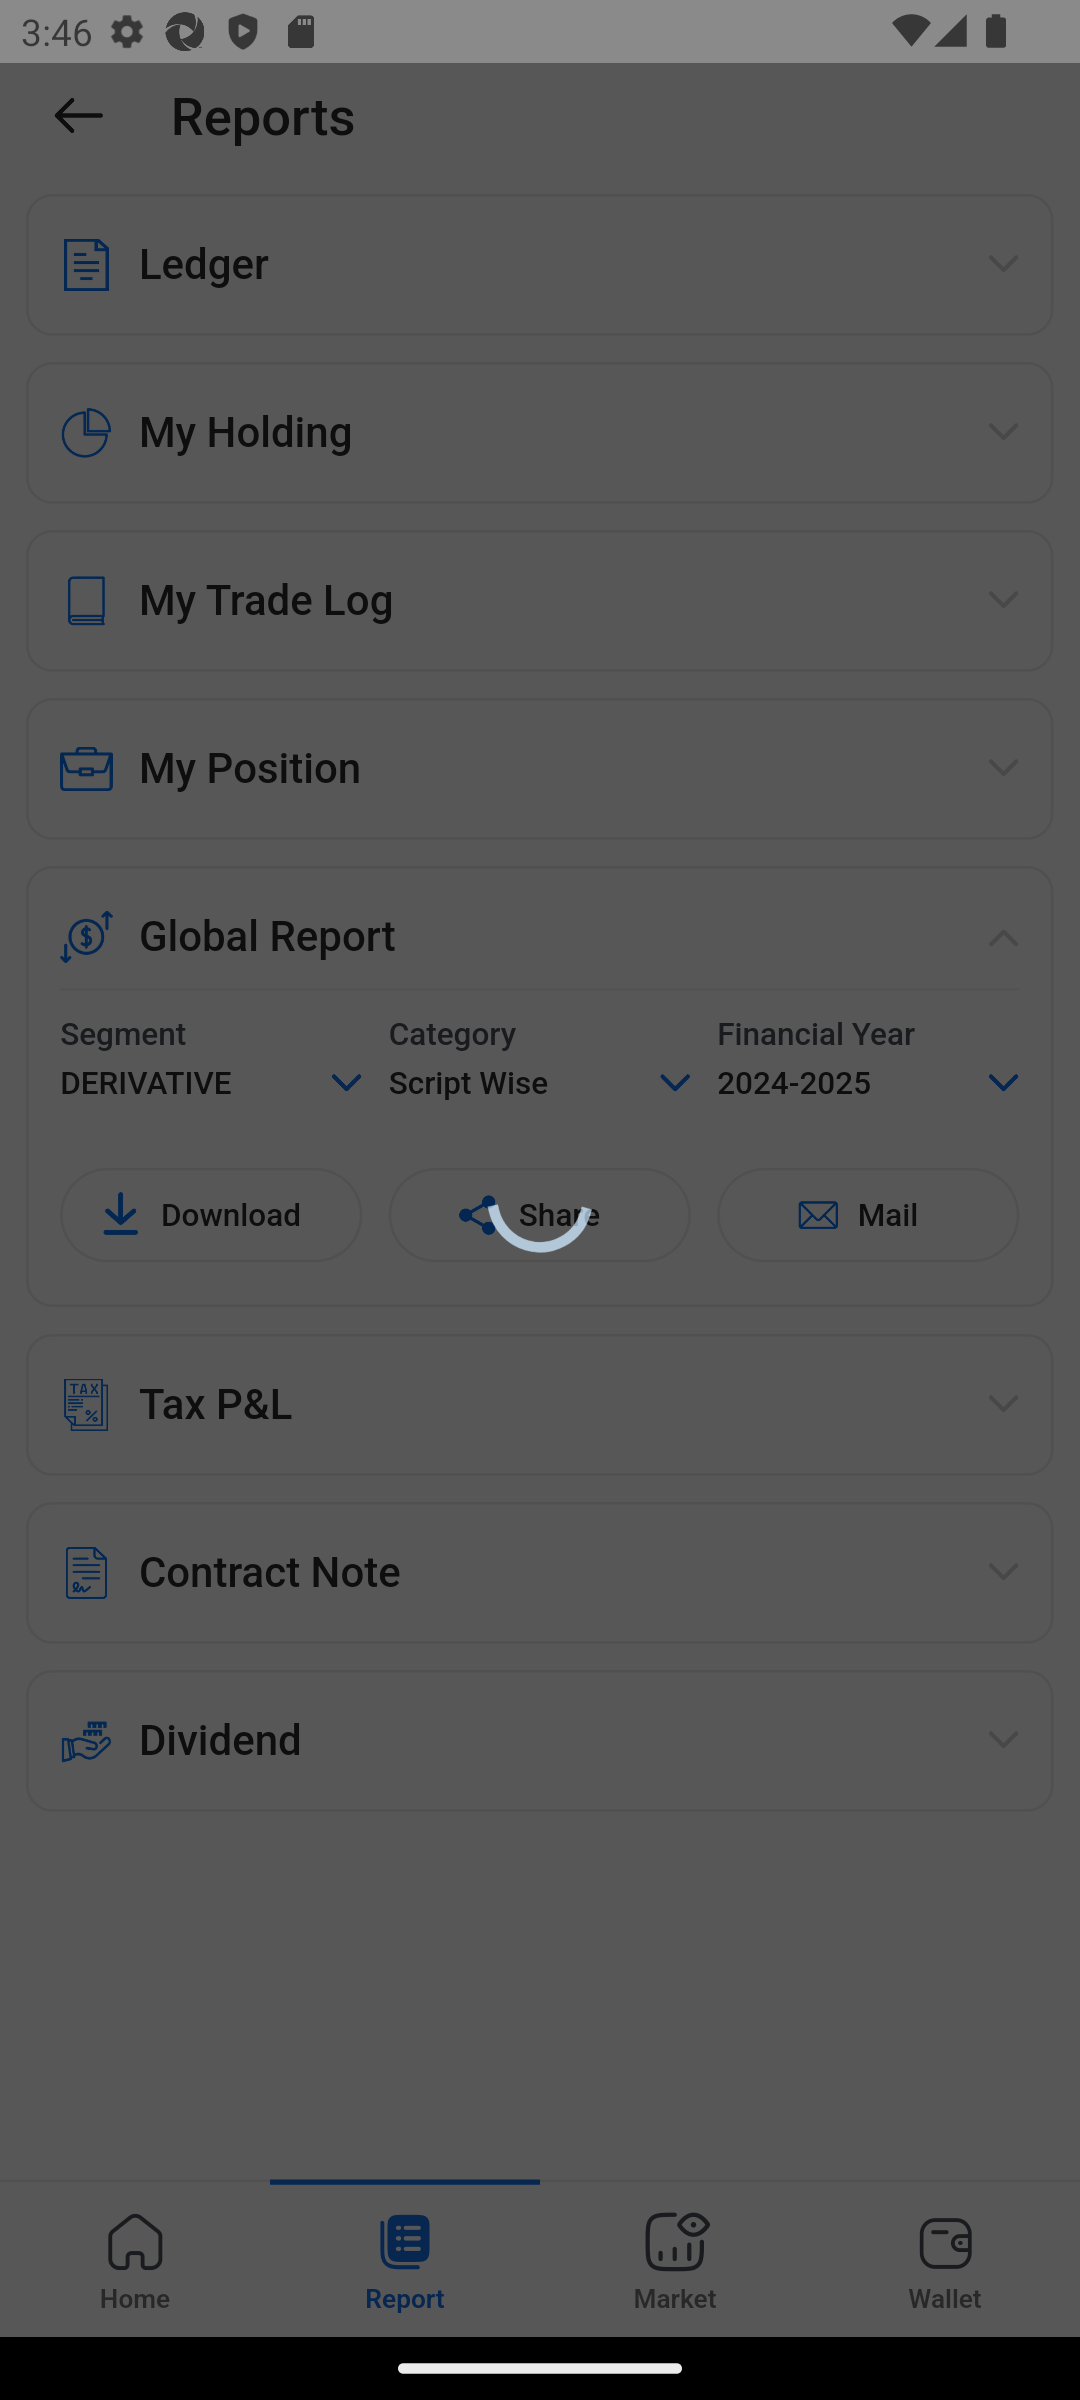 3:46
Reports
Ledger
My Holding
My Trade Log
My Position
Global Report
Segment Category Financial Year
DERIVATIVE Script Wise 2024-2025
Download Share Mail
TAX
Tax P&L
Contract Note
Dividend
Home Report Market Wallet